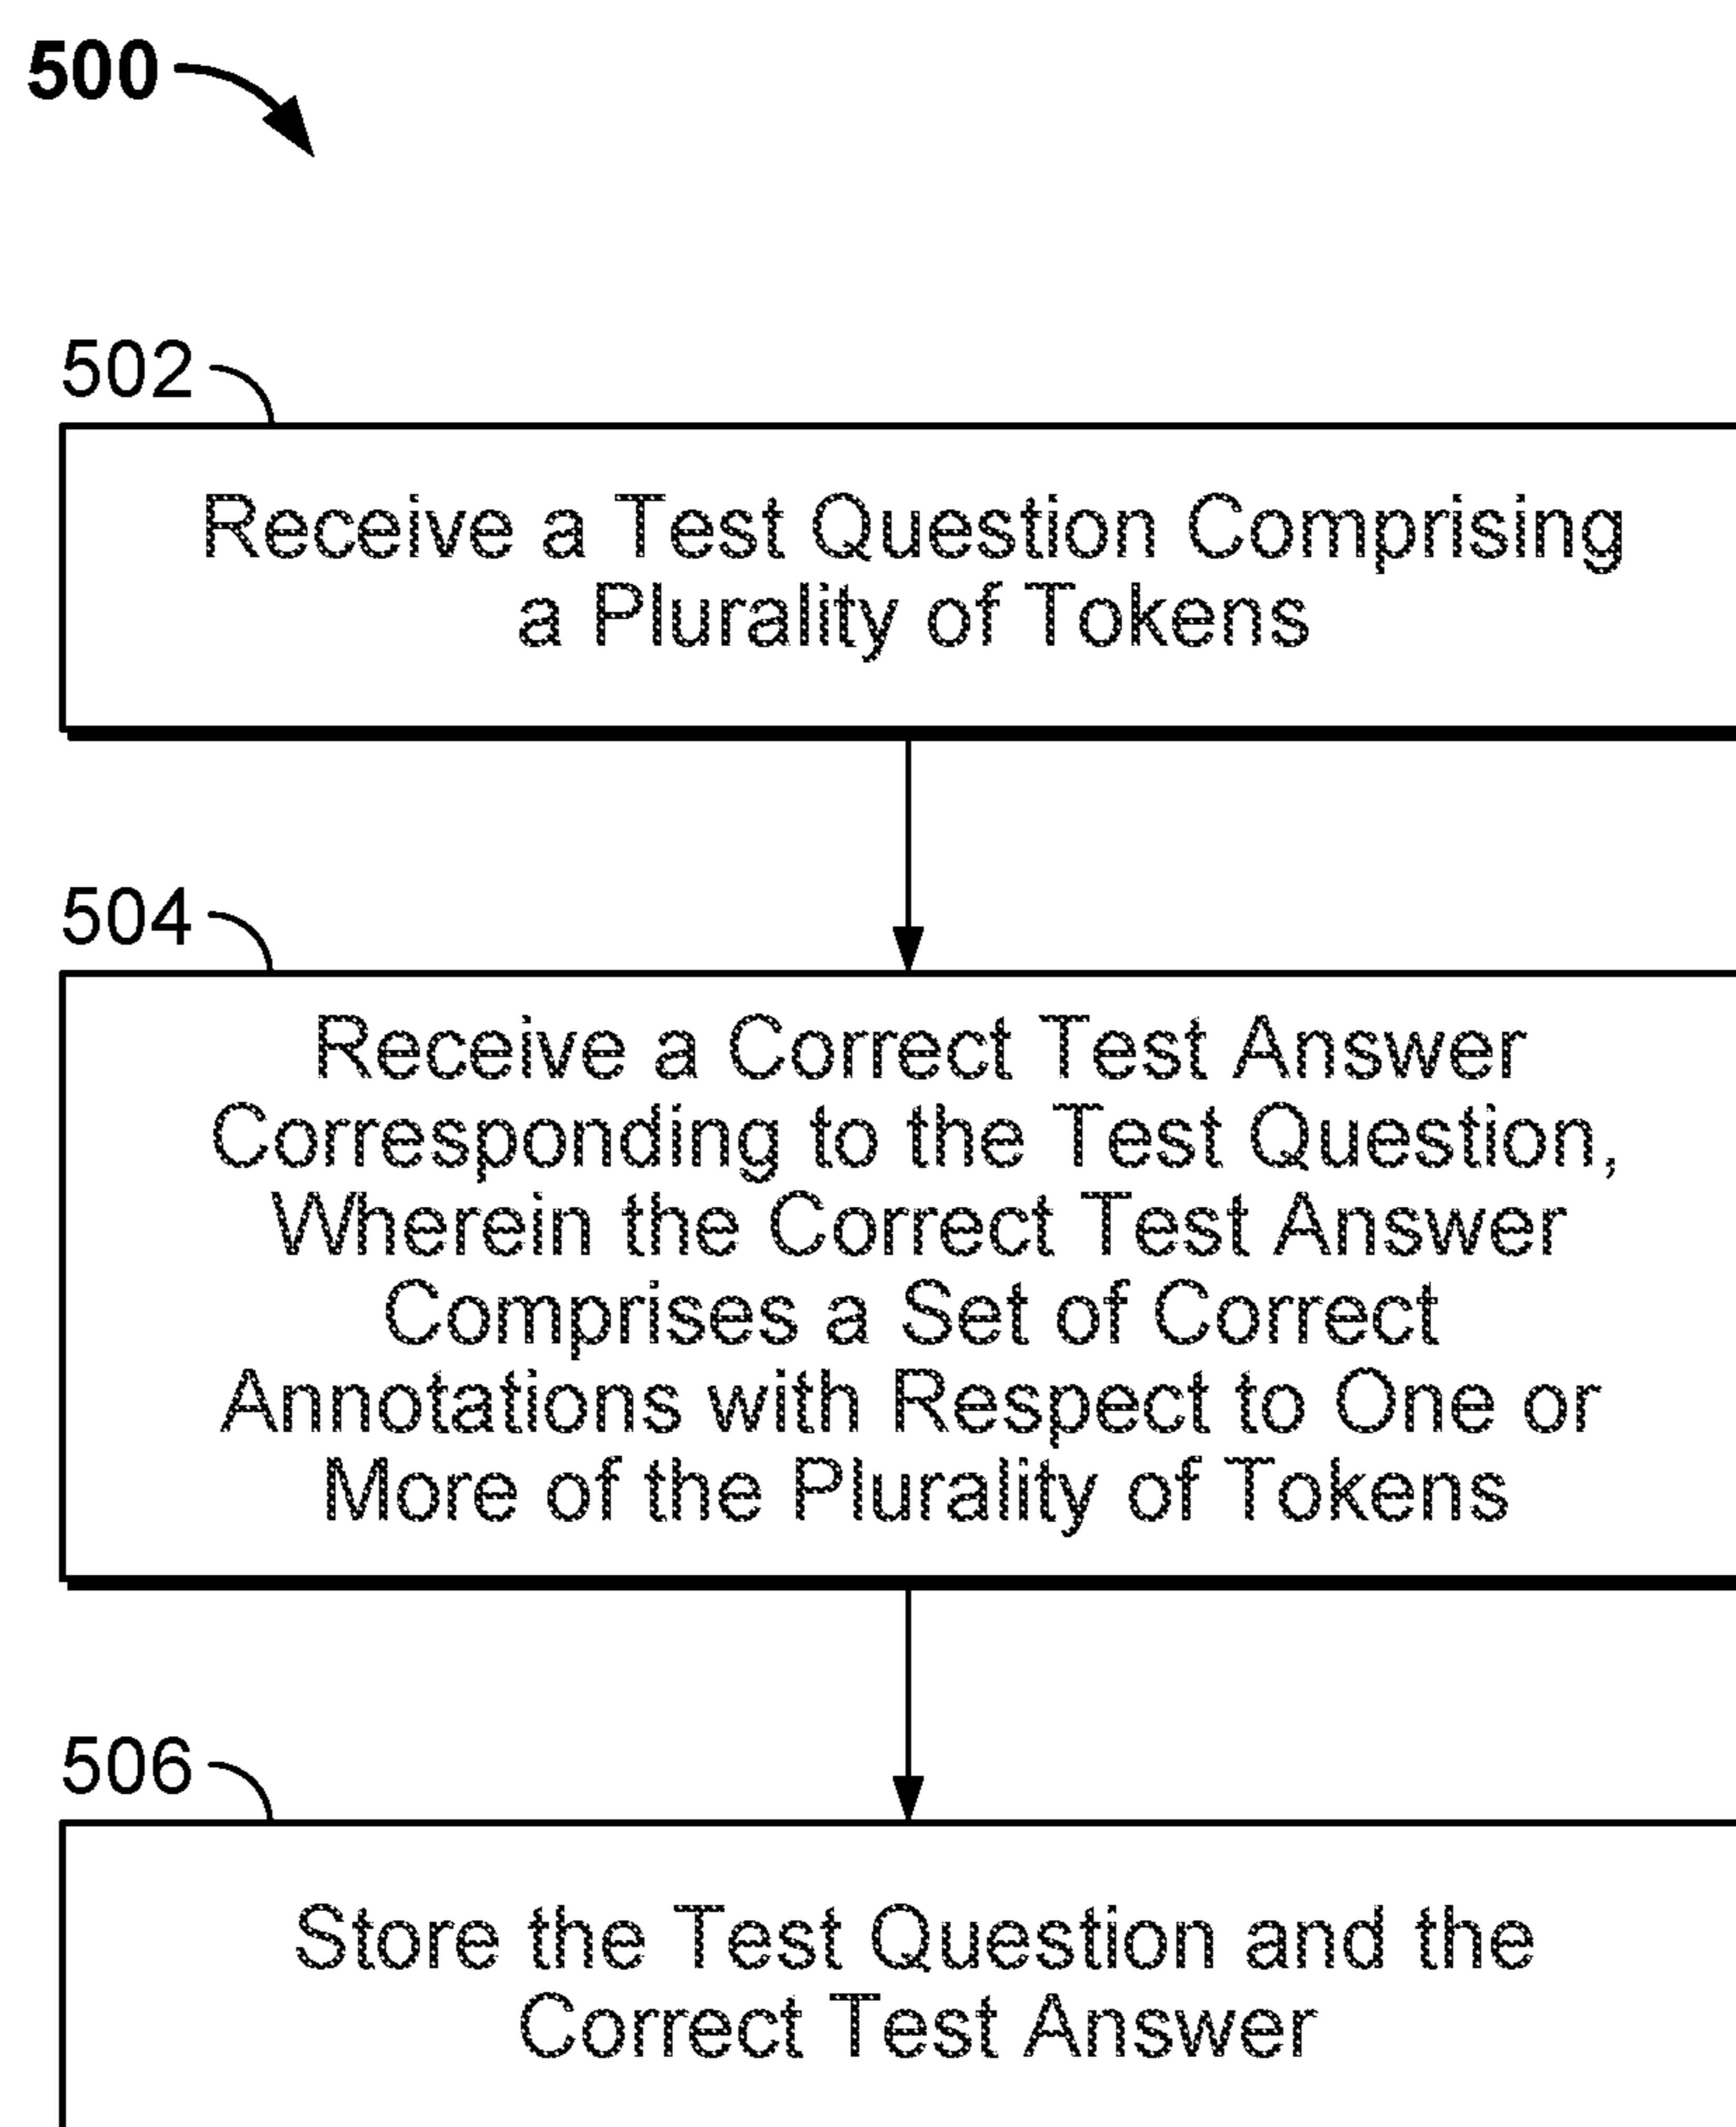 500
502
Receive a Test Question Comprising
a Plurality of Tokens
504
Receive a Correct Test Answer
Corresponding to the Test Question,
Wherein the Correct Test Answer
Comprises a Set of Correct
Annotations with Respect to One or
More of the Plurality of Tokens
506
Store the Test Question and the
Correct Test Answer